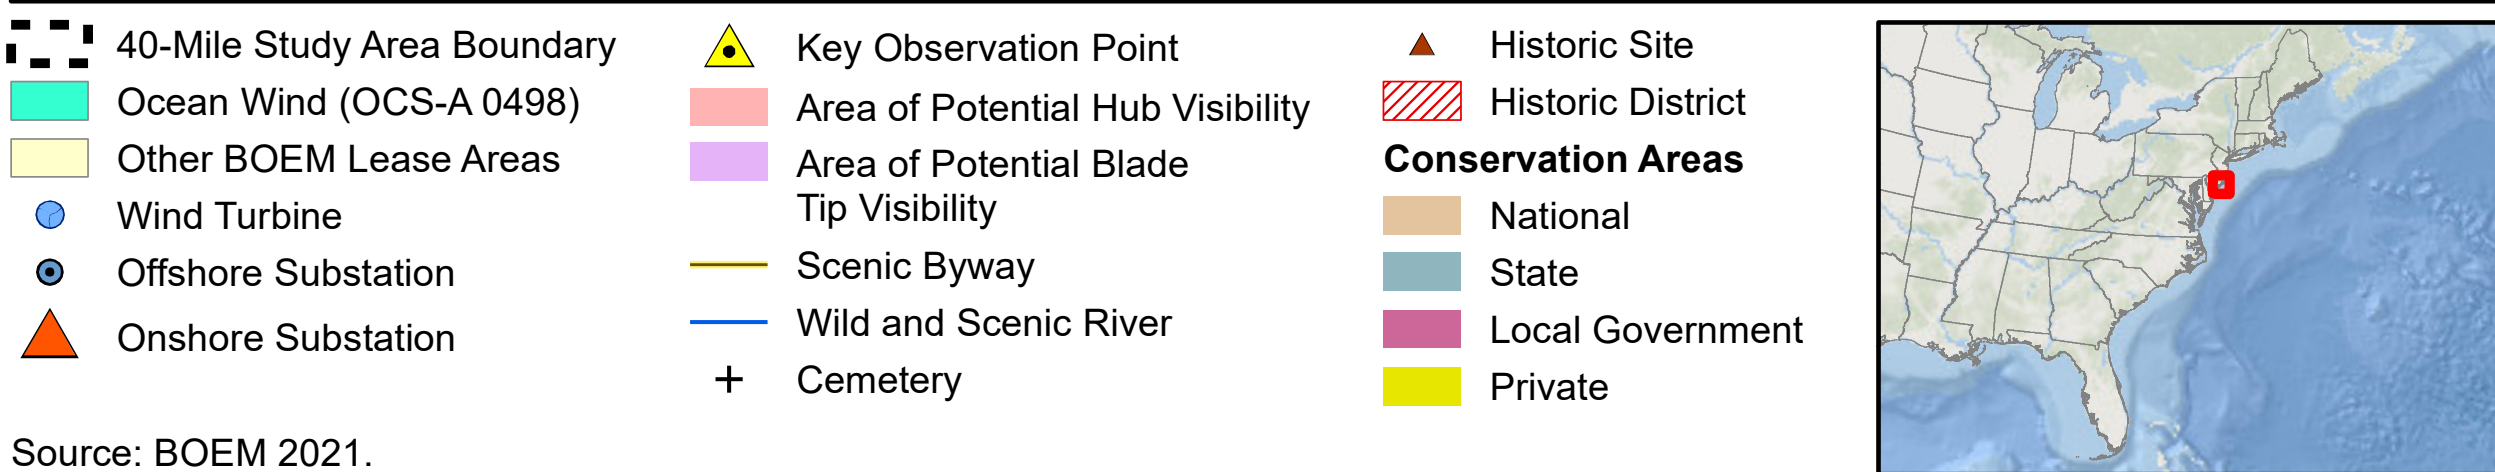 40-Mile Study Area Boundary
Ocean Wind (OCS-A 0498)
Other BOEM Lease Areas
Wind Turbine
Offshore Substation
Onshore Substation
Key Observation Point
Area of Potential Hub Visibility
Area of Potential Blade
Tip Visibility
Scenic Byway
Wild and Scenic River
Cemetery
Historic Site
Historic District
Conservation Areas
National
State
Local Government
Private
Source: BOEM 2021.